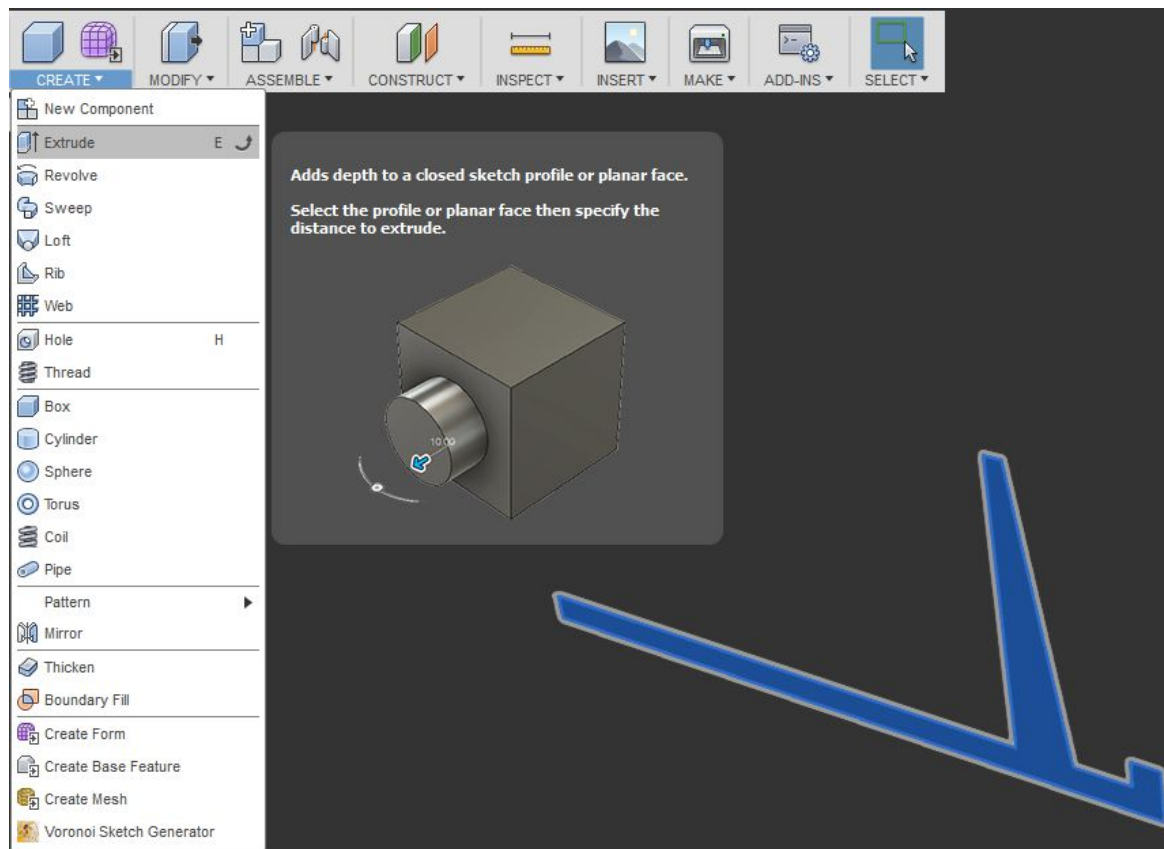 CREATE ▾ MODIFY ▾ ASSEMBLE ▾ CONSTRUCT ▾ INSPECT ▾ INSERT ▾ MAKE ▾ ADD-INS ▾ SELECT ▾
New Component
Extrude E
Revolve
Sweep
Loft
Rib
Web
Hole H
Thread
Box
Cylinder
Sphere
Torus
Coil
Pipe
Pattern
Mirror
Thicken
Boundary Fill
Create Form
Create Base Feature
Create Mesh
Voronoi Sketch Generator
Adds depth to a closed sketch profile or planar face.
Select the profile or planar face then specify the
distance to extrude.
10.00